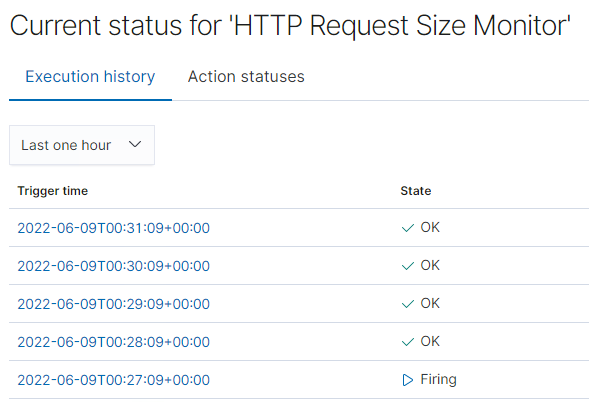 Current status for 'HTTP Request Size Monitor'
Execution history Action statuses
Last one hour
Trigger time State
2022-06-09T00:31:09+00:00 OK
2022-06-09T00:30:09+00:00 OK
2022-06-09T00:29:09+00:00 OK
2022-06-09T00:28:09+00:00 OK
2022-06-09T00:27:09+00:00 Firing